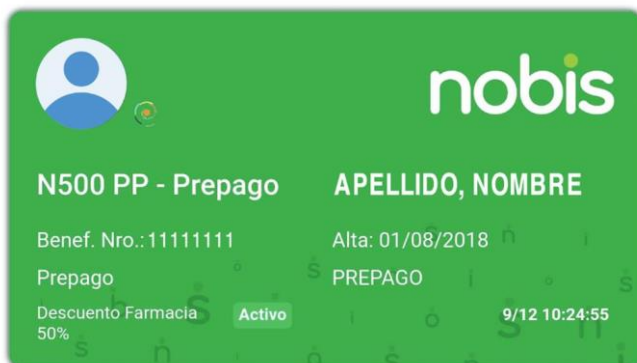 nobis
N500 PP - Prepago
APELLIDO, NOMBRE
Benef. Nro.: 11111111
Alta: 01/08/2018
Prepago
PREPAGO
Descuento Farmacia
50%
Activo
9/12 10:24:55